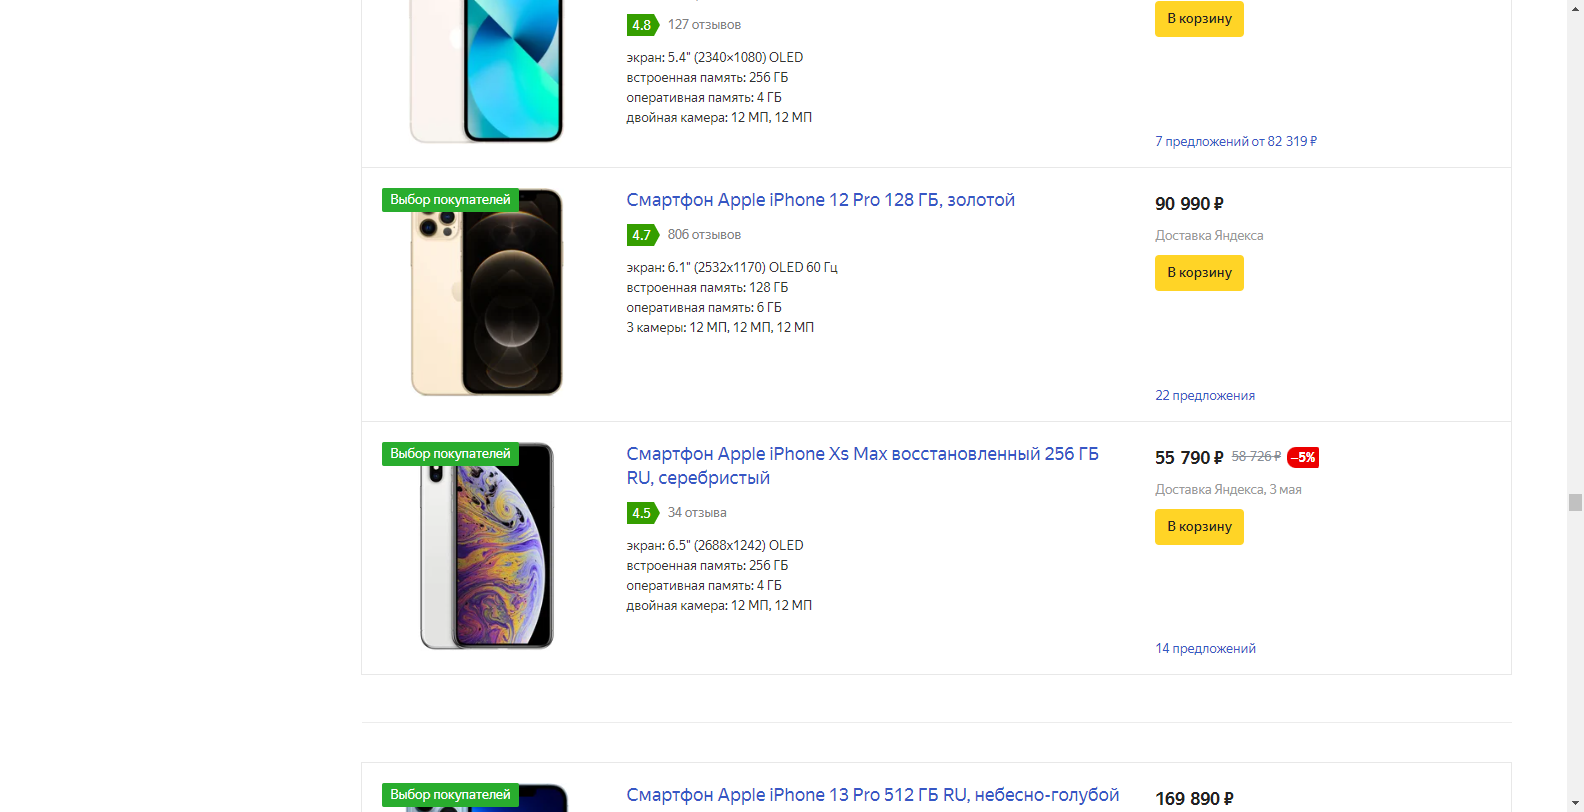 4.8 127 отзывов
В корзину
экран: 5.4" (2340×1080) OLED
встроенная память: 256 ГБ
оперативная память: 4 ГБ
двойная камера: 12 МП, 12 МП
7 предложений от 82 319 ₽
Выбор покупателей
Смартфон Apple iPhone 12 Pro 128 ГБ, золотой
90 990 ₽
4.7 806 отзывов
Доставка Яндекса
В корзину
экран: 6.1" (2532x1170) OLED 60 Гц
встроенная память: 128 ГБ
оперативная память: 6 ГБ
3 камеры: 12 МП, 12 МП, 12 МП
22 предложения
Выбор покупателей
Смартфон Apple iPhone Xs Max восстановленный 256 ГБ
RU, серебристый
55 790 ₽ 58 726 ₽ –5%
4.5 34 отзыва
Доставка Яндекса, 3 мая
В корзину
экран: 6.5" (2688x1242) OLED
встроенная память: 256 ГБ
оперативная память: 4 ГБ
двойная камера: 12 МП, 12 МП
14 предложений
Выбор покупателей
Смартфон Apple iPhone 13 Pro 512 ГБ RU, небесно-голубой
169 890 ₽